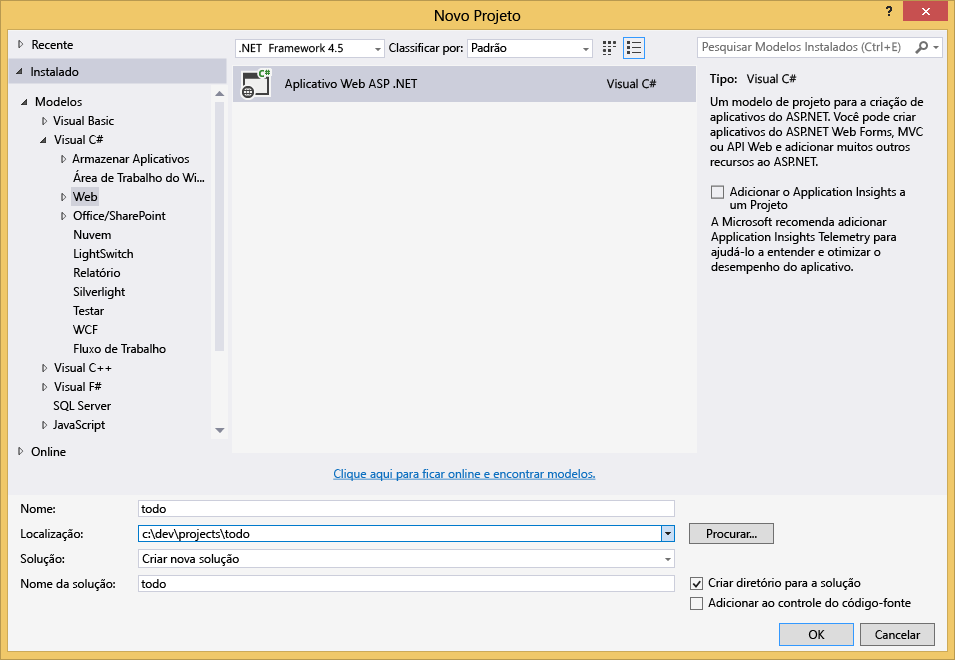 Novo Projeto
?
Recente
.NET Framework 4.5
Classificar por:
Padrão
Pesquisar Modelos Instalados (Ctrl+E)
Instalado
Modelos
Visual Basic
Visual C#
Armazenar Aplicativos
Área de Trabalho do Wi...
Web
Office/SharePoint
Nuvem
LightSwitch
Relatório
Silverlight
Testar
WCF
Fluxo de Trabalho
Visual C++
Visual F#
SQL Server
JavaScript
Online
C#
Aplicativo Web ASP .NET
Visual C#
Clique aqui para ficar online e encontrar modelos.
Tipo: Visual C#
Um modelo de projeto para a criação de
aplicativos do ASP.NET. Você pode criar
aplicativos do ASP.NET Web Forms, MVC
ou API Web e adicionar muitos outros
recursos ao ASP.NET.
Adicionar o Application Insights a
um Projeto
A Microsoft recomenda adicionar
Application Insights Telemetry para
ajudá-lo a entender e otimizar o
desempenho do aplicativo.
Nome:
todo
Localização:
c:\dev\projects\todo
Procurar...
Solução:
Criar nova solução
Nome da solução:
todo
Criar diretório para a solução
Adicionar ao controle do código-fonte
OK
Cancelar